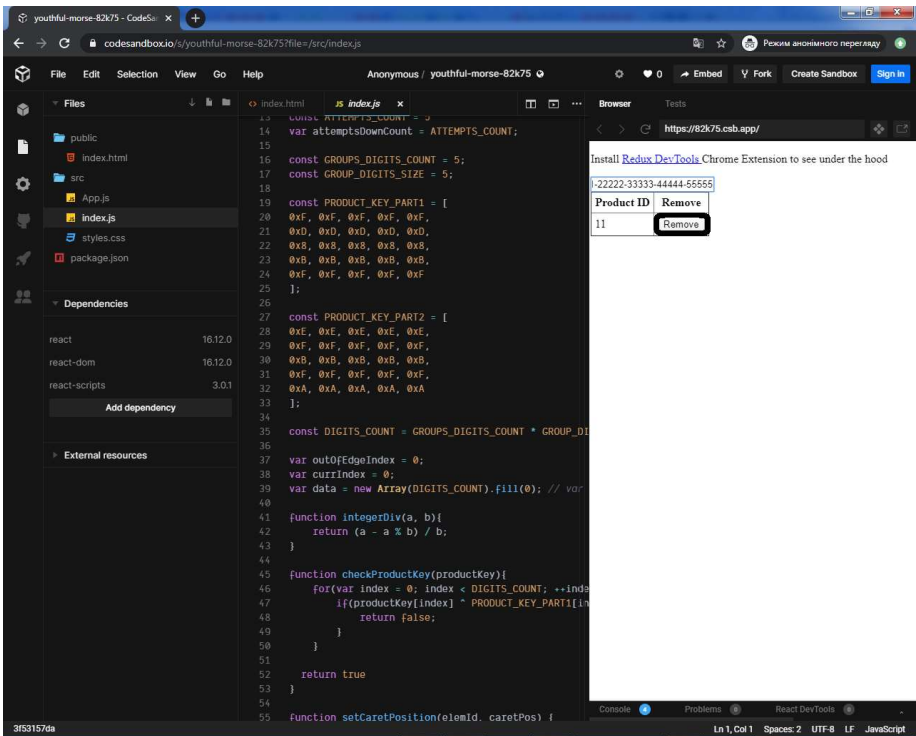 youthful-morse-82k75 - CodeSa
codesandbox.io/s/youthful-morse-82k75?file=/src/index.js
Режим анонімного перегляду
File Edit Selection View Go Help
Anonymous / youthful-morse-82k75
0 Embed Fork Create Sandbox Sign in
Files
public
index.html
src
App.js
index.js
styles.css
package.json
Dependencies
react 16.12.0
react-dom 16.12.0
react-scripts 3.0.1
Add dependency
External resources
index.html JS index.js x
13 const ATTEMPTS_COUNT = 5
14 var attemptsDownCount = ATTEMPTS_COUNT;
15
16 const GROUPS_DIGITS_COUNT = 5;
17 const GROUP_DIGITS_SIZE = 5;
18
19 const PRODUCT_KEY_PART1 = [
20 0xF, 0xF, 0xF, 0xF, 0xF,
21 0xD, 0xD, 0xD, 0xD, 0xD,
22 0x8, 0x8, 0x8, 0x8, 0x8,
23 0xB, 0xB, 0xB, 0xB, 0xB,
24 0xF, 0xF, 0xF, 0xF, 0xF
25 ];
26
27 const PRODUCT_KEY_PART2 = [
28 0xE, 0xE, 0xE, 0xE, 0xE,
29 0xF, 0xF, 0xF, 0xF, 0xF,
30 0xB, 0xB, 0xB, 0xB, 0xB,
31 0xF, 0xF, 0xF, 0xF, 0xF,
32 0xA, 0xA, 0xA, 0xA, 0xA
33 ];
34
35 const DIGITS_COUNT = GROUPS_DIGITS_COUNT * GROUP_DI
36
37 var outOfEdgeIndex = 0;
38 var currIndex = 0;
39 var data = new Array(DIGITS_COUNT).fill(0); // var
40
41 function integerDiv(a, b){
42 return (a - a % b) / b;
43 }
44
45 function checkProductKey(productKey){
46 for(var index = 0; index < DIGITS_COUNT; ++inde
47 if(productKey[index] ^ PRODUCT_KEY_PART1[in
48 return false;
49 }
50 }
51
52 return true
53 }
54
55 function setCaretPosition(elemId, caretPos) {
Browser Tests
https://82k75.csb.app/
Install Redux DevTools Chrome Extension to see under the hood
-22222-33333-44444-55555
Product ID Remove
11 Remove
Console Problems React DevTools
3f53157da
Ln 1, Col 1 Spaces: 2 UTF-8 LF JavaScript